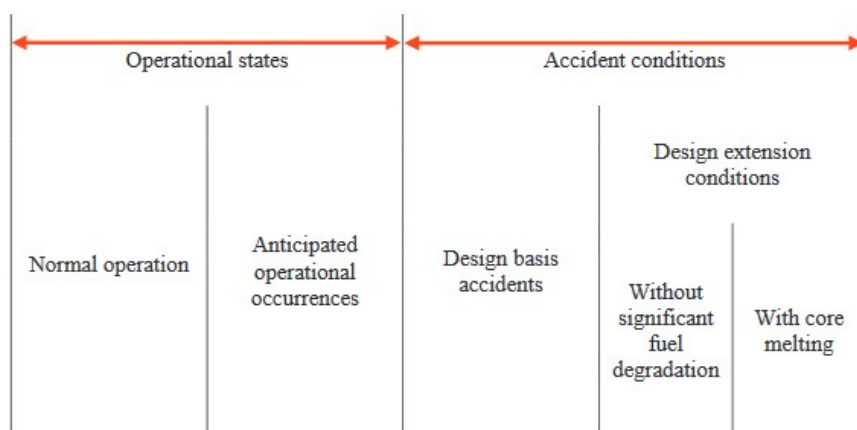 Operational states
Accident conditions
Design extension
conditions
Normal operation
Anticipated
operational
occurrences
Design basis
accidents
Without
significant
fuel
degradation
With core
melting